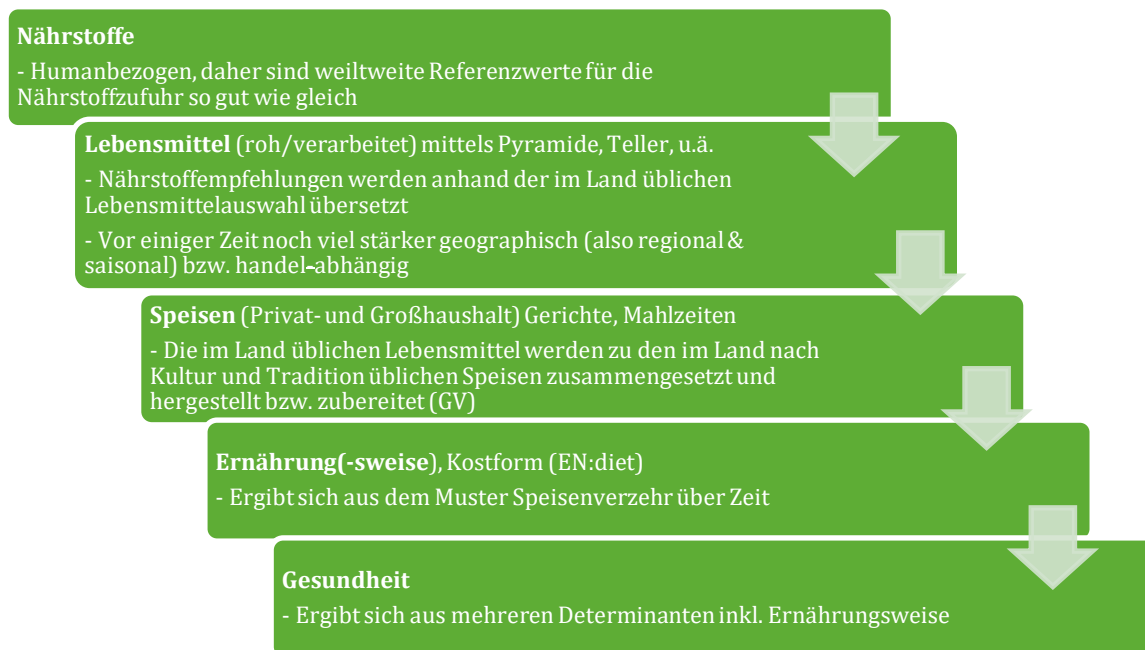 Nährstoffe
- Humanbezogen, daher sind weiltweite Referenzwerte für die
Nährstoffzufuhr so gut wie gleich
Lebensmittel (roh/verarbeitet) mittels Pyramide, Teller, u.ä.
- Nährstoffempfehlungen werden anhand der im Land üblichen
Lebensmittelauswahl übersetzt
- Vor einiger Zeit noch viel stärker geographisch (also regional &
saisonal) bzw. handel-abhängig
Speisen (Privat- und Großhaushalt) Gerichte, Mahlzeiten
- Die im Land üblichen Lebensmittel werden zu den im Land nach
Kultur und Tradition üblichen Speisen zusammengesetzt und
hergestellt bzw. zubereitet (GV)
Ernährung(-sweise), Kostform (EN:diet)
- Ergibt sich aus dem Muster Speisenverzehr über Zeit
Gesundheit
- Ergibt sich aus mehreren Determinanten inkl. Ernährungsweise